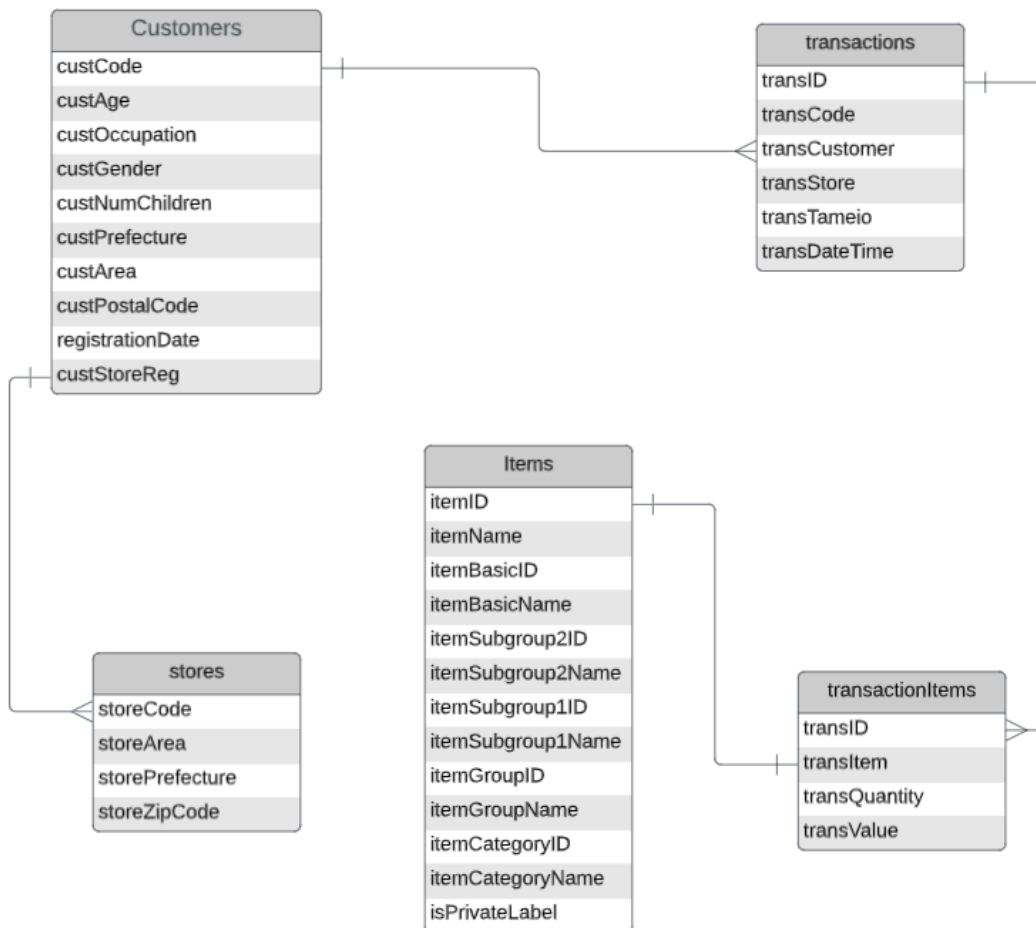 Customers
custCode
custAge
custOccupation
custGender
custNumChildren
custPrefecture
custArea
custPostalCode
registrationDate
custStoreReg
transactions
transID
transCode
transCustomer
transStore
transTameio
transDateTime
Items
itemID
itemName
itemBasicID
itemBasicName
itemSubgroup2ID
itemSubgroup2Name
itemSubgroup1ID
itemSubgroup1Name
itemGroupID
itemGroupName
itemCategoryID
itemCategoryName
isPrivateLabel
stores
storeCode
storeArea
storePrefecture
storeZipCode
transactionItems
transID
transItem
transQuantity
transValue